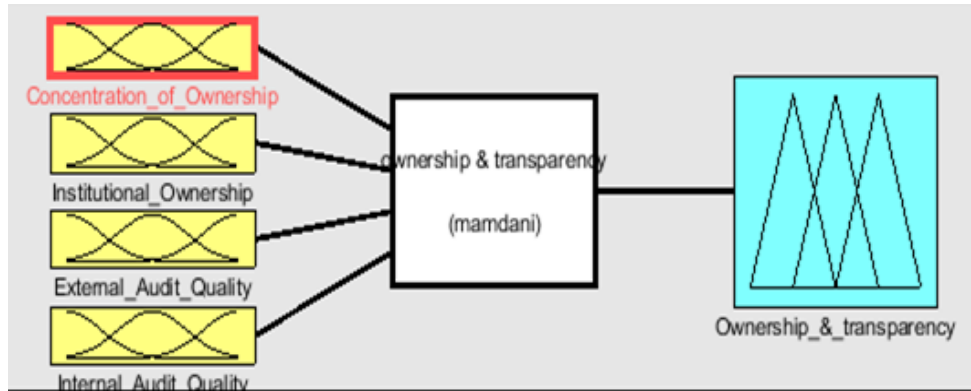 Concentration_of_Ownership
Institutional_Ownership
External_Audit_Quality
Internal_Audit_Quality
ownership & transparency
(mamdani)
Ownership_&_transparency